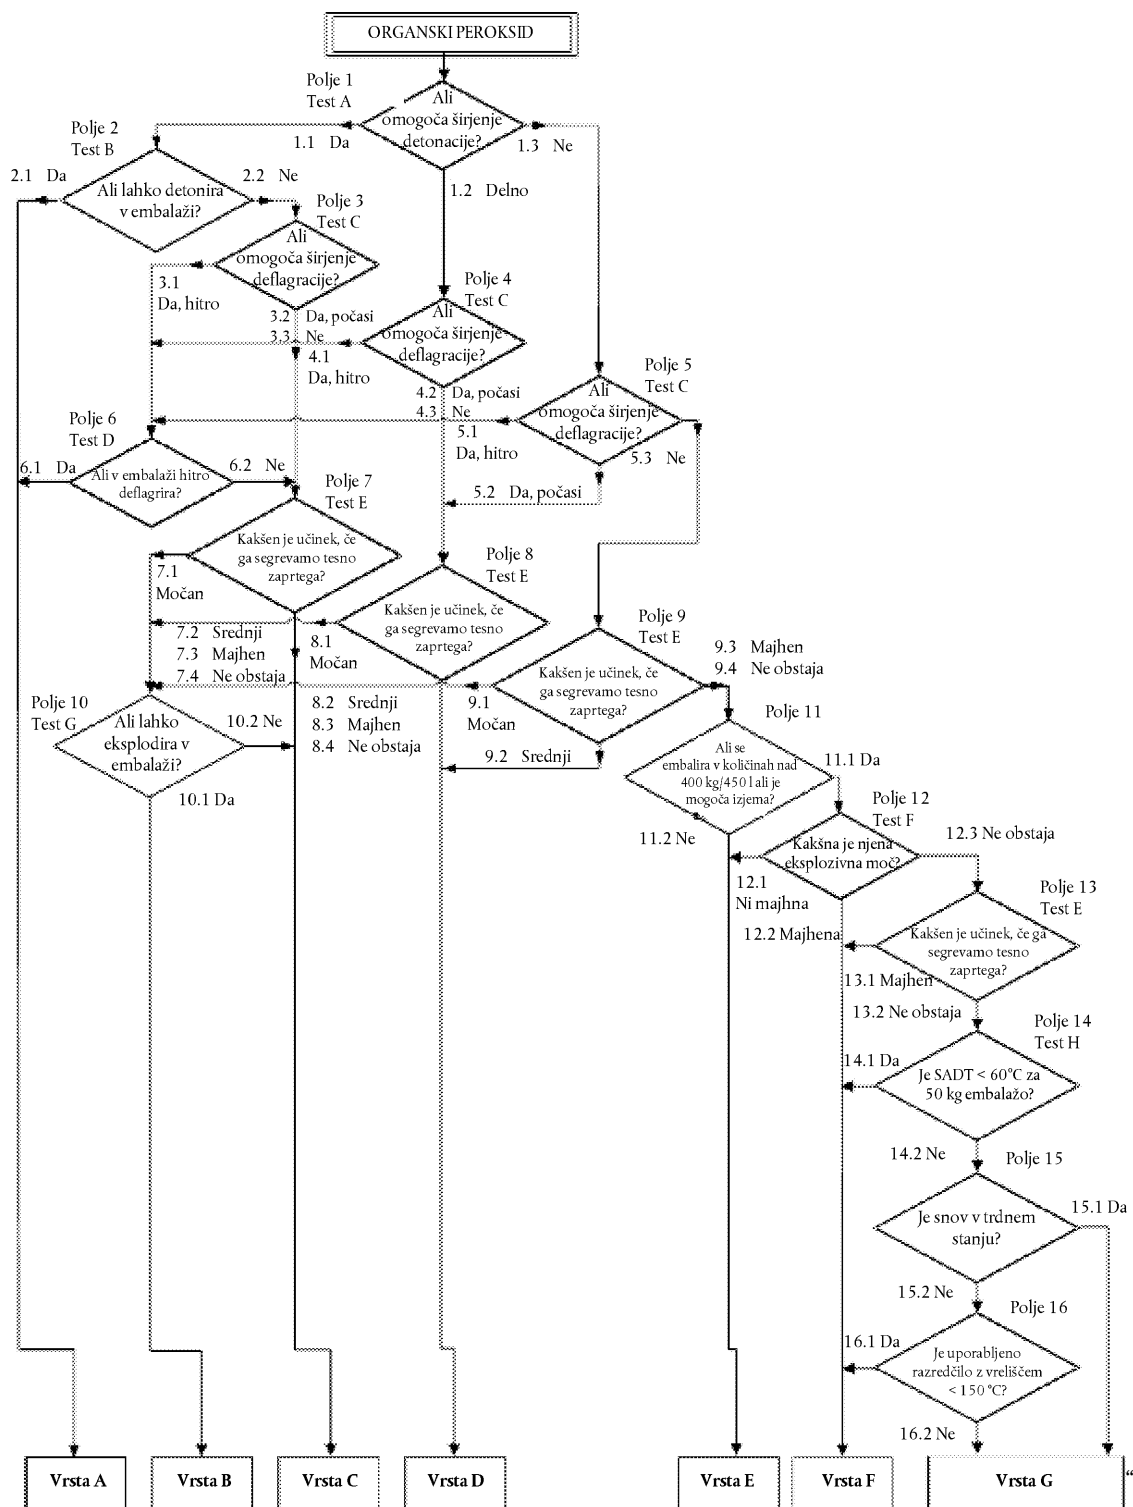 ORGANSKI PEROKSID
Polje 1
Test A
Ali
omogoča širjenje
detonacije?
1.1 Da
1.3 Ne
1.2 Delno
Polje 2
Test B
2.1 Da
2.2 Ne
Ali lahko detonira
v embalaži?
Polje 3
Test C
Ali
omogoča širjenje
deflagracije?
3.1
Da, hitro
3.2 Da, počasi
3.3 Ne
Polje 4
Test C
Ali
omogoča širjenje
deflagracije?
4.1
Da, hitro
4.2 Da, počasi
4.3 Ne
Polje 5
Test C
Ali
omogoča širjenje
deflagracije?
5.1
Da, hitro
5.3 Ne
5.2 Da, počasi
Polje 6
Test D
6.1 Da
6.2 Ne
Ali v embalaži hitro
deflagrira?
Polje 7
Test E
Kakšen je učinek, če
ga segrevamo tesno
zaprtega?
7.1
Močan
7.2 Srednji
7.3 Majhen
7.4 Ne obstaja
Polje 8
Test E
Kakšen je učinek, če
ga segrevamo tesno
zaprtega?
8.1
Močan
8.2 Srednji
8.3 Majhen
8.4 Ne obstaja
Polje 9
Test E
Kakšen je učinek, če
ga segrevamo tesno
zaprtega?
9.3 Majhen
9.4 Ne obstaja
9.1
Močan
9.2 Srednji
Polje 10
Test G
Ali lahko
eksplodira v
embalaži?
10.2 Ne
10.1 Da
Polje 11
Ali se
embalira v količinah nad
400 kg/450 l ali je
mogoča izjema?
11.1 Da
11.2 Ne
Polje 12
Test F
Kakšna je njena
eksplozivna moč?
12.3 Ne obstaja
12.1
Ni majhna
12.2 Majhena
Polje 13
Test E
Kakšen je učinek, če ga
segrevamo tesno
zaprtega?
13.1 Majhen
13.2 Ne obstaja
Polje 14
Test H
14.1 Da
Je SADT < 60°C za
50 kg embalažo?
14.2 Ne
Polje 15
15.1 Da
Je snov v trdnem
stanju?
15.2 Ne
Polje 16
16.1 Da
Je uporabljeno
razredčilo z vreliščem
< 150 °C?
16.2 Ne
Vrsta A
Vrsta B
Vrsta C
Vrsta D
Vrsta E
Vrsta F
Vrsta G
“